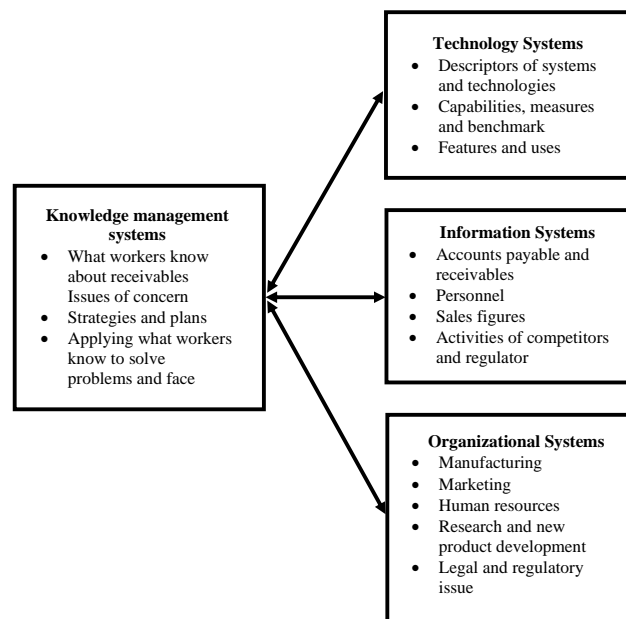 Knowledge management
systems
• What workers know
about receivables
Issues of concern
• Strategies and plans
• Applying what workers
know to solve
problems and face
Technology Systems
• Descriptors of systems
and technologies
• Capabilities, measures
and benchmark
• Features and uses
Information Systems
• Accounts payable and
receivables
• Personnel
• Sales figures
• Activities of competitors
and regulator
Organizational Systems
• Manufacturing
• Marketing
• Human resources
• Research and new
product development
• Legal and regulatory
issue